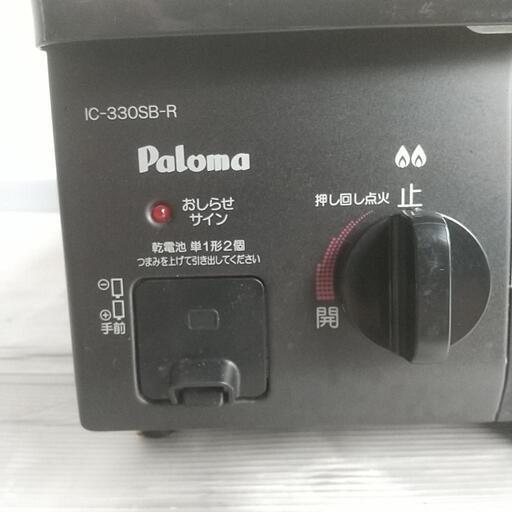 IC-330SB-R
Paloma
おしらせ
サイン
乾電池 単1形2個
つまみを上げて引き出してください
⊖
⊕
手前
押し回し点火
止
開